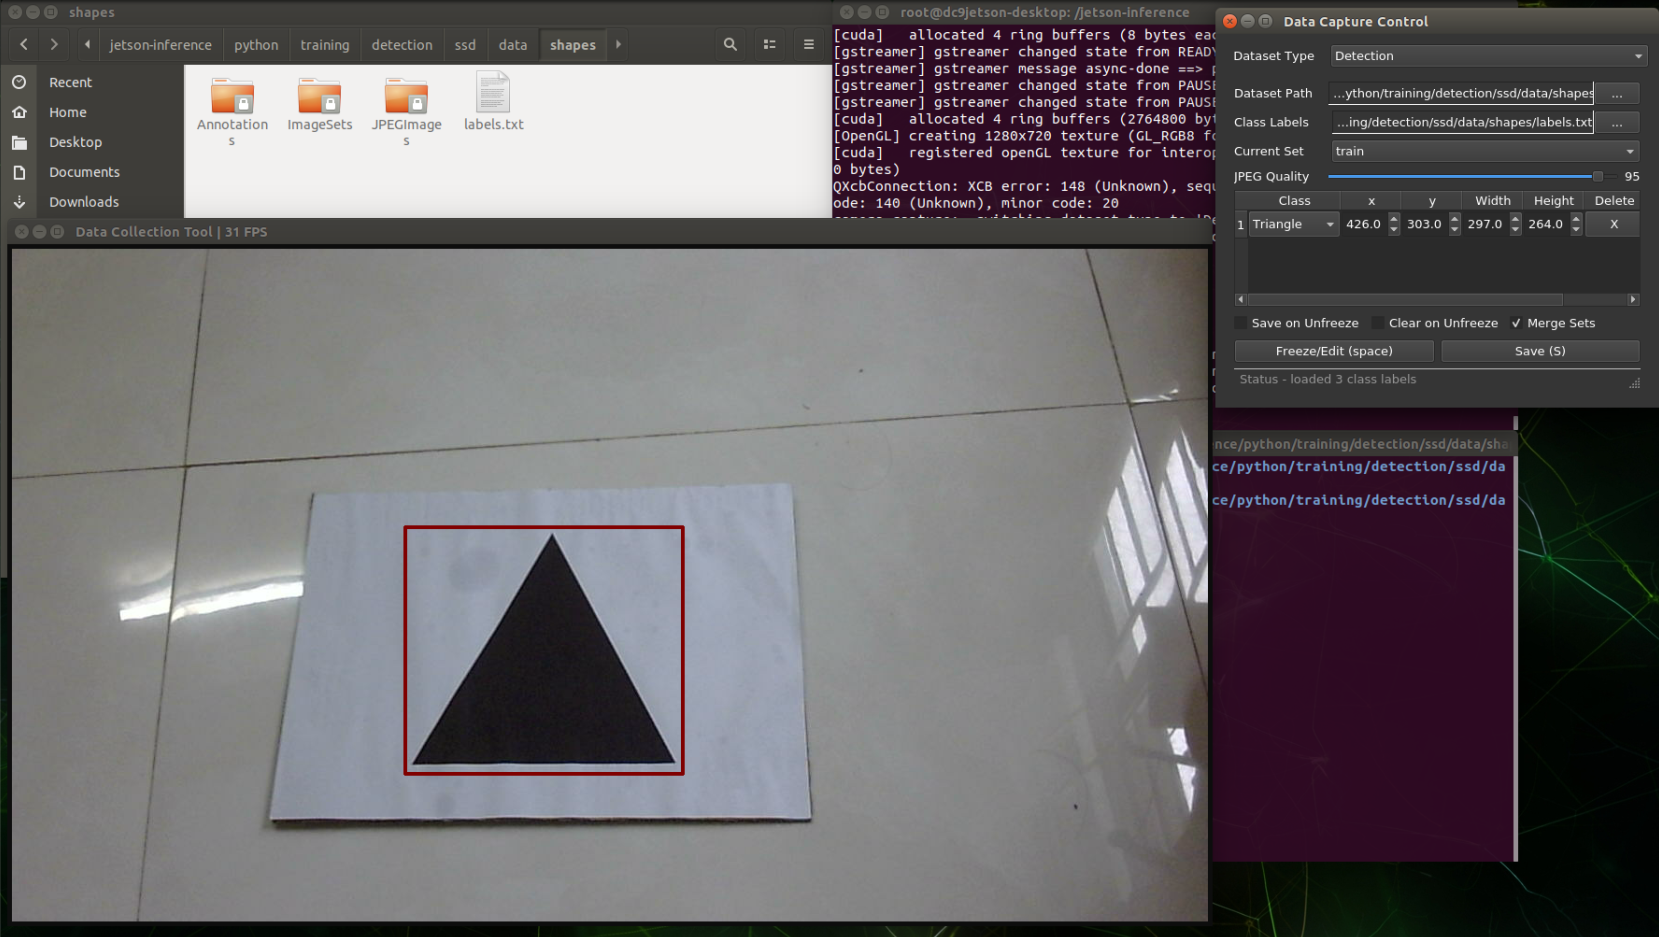 shapes
jetson-inference
python
training
detection
ssd
data
shapes
Recent
Home
Desktop
Documents
Downloads
Annotation
s
ImageSets
JPEGImage
s
labels.txt
root@dc9jetson-desktop: /jetson-inference
[cuda] allocated 4 ring buffers (8 bytes eac
[gstreamer] gstreamer changed state from READY
[gstreamer] gstreamer message async-done ==> p
[gstreamer] gstreamer changed state from PAUSE
[gstreamer] gstreamer changed state from PAUSE
[cuda] allocated 4 ring buffers (2764800 byt
[OpenGL] creating 1280x720 texture (GL_RGB8 fo
[cuda] registered openGL texture for interop
0 bytes)
QXcbConnection: XCB error: 148 (Unknown), sequ
ode: 140 (Unknown), minor code: 20
Data Collection Tool | 31 FPS
Data Capture Control
Dataset Type Detection
Dataset Path ...ython/training/detection/ssd/data/shapes ...
Class Labels ...ing/detection/ssd/data/shapes/labels.txt ...
Current Set train
JPEG Quality 95
Class x y Width Height Delete
1 Triangle 426.0 303.0 297.0 264.0 X
Save on Unfreeze Clear on Unfreeze Merge Sets
Freeze/Edit (space) Save (S)
Status - loaded 3 class labels
nce/python/training/detection/ssd/data/sha
ce/python/training/detection/ssd/da
ce/python/training/detection/ssd/da